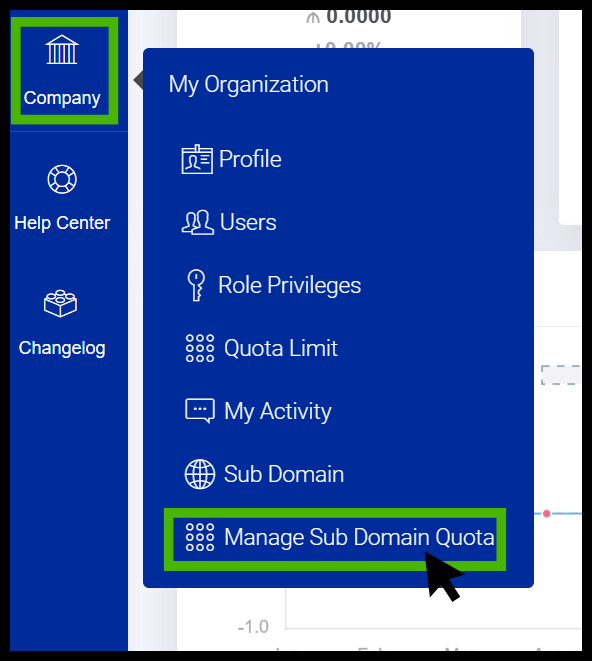 ₼ 0.0000
Company
My Organization
Profile
Users
Help Center
Role Privileges
Changelog
Quota Limit
My Activity
Sub Domain
Manage Sub Domain Quota
-1.0